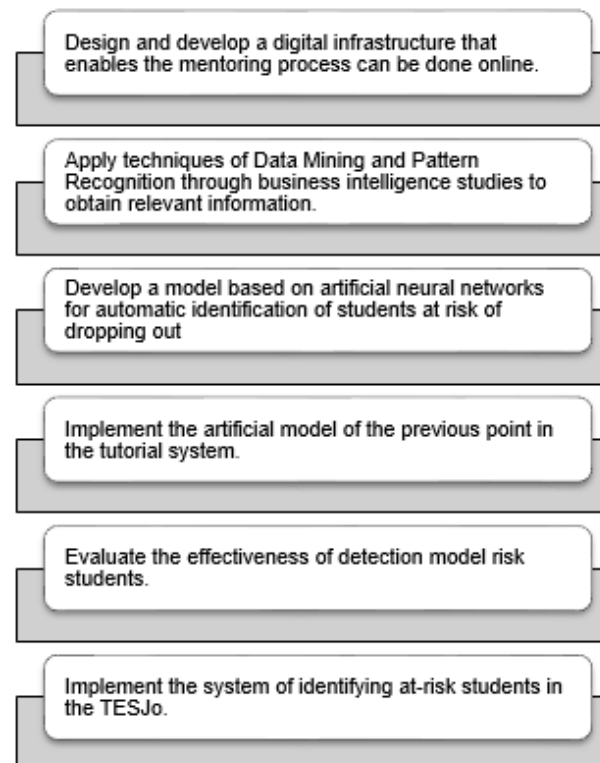 Design and develop a digital infrastructure that
enables the mentoring process can be done online.
Apply techniques of Data Mining and Pattern
Recognition through business intelligence studies to
obtain relevant information.
Develop a model based on artificial neural networks
for automatic identification of students at risk of
dropping out
Implement the artificial model of the previous point in
the tutorial system.
Evaluate the effectiveness of detection model risk
students.
Implement the system of identifying at-risk students in
the TESJo.